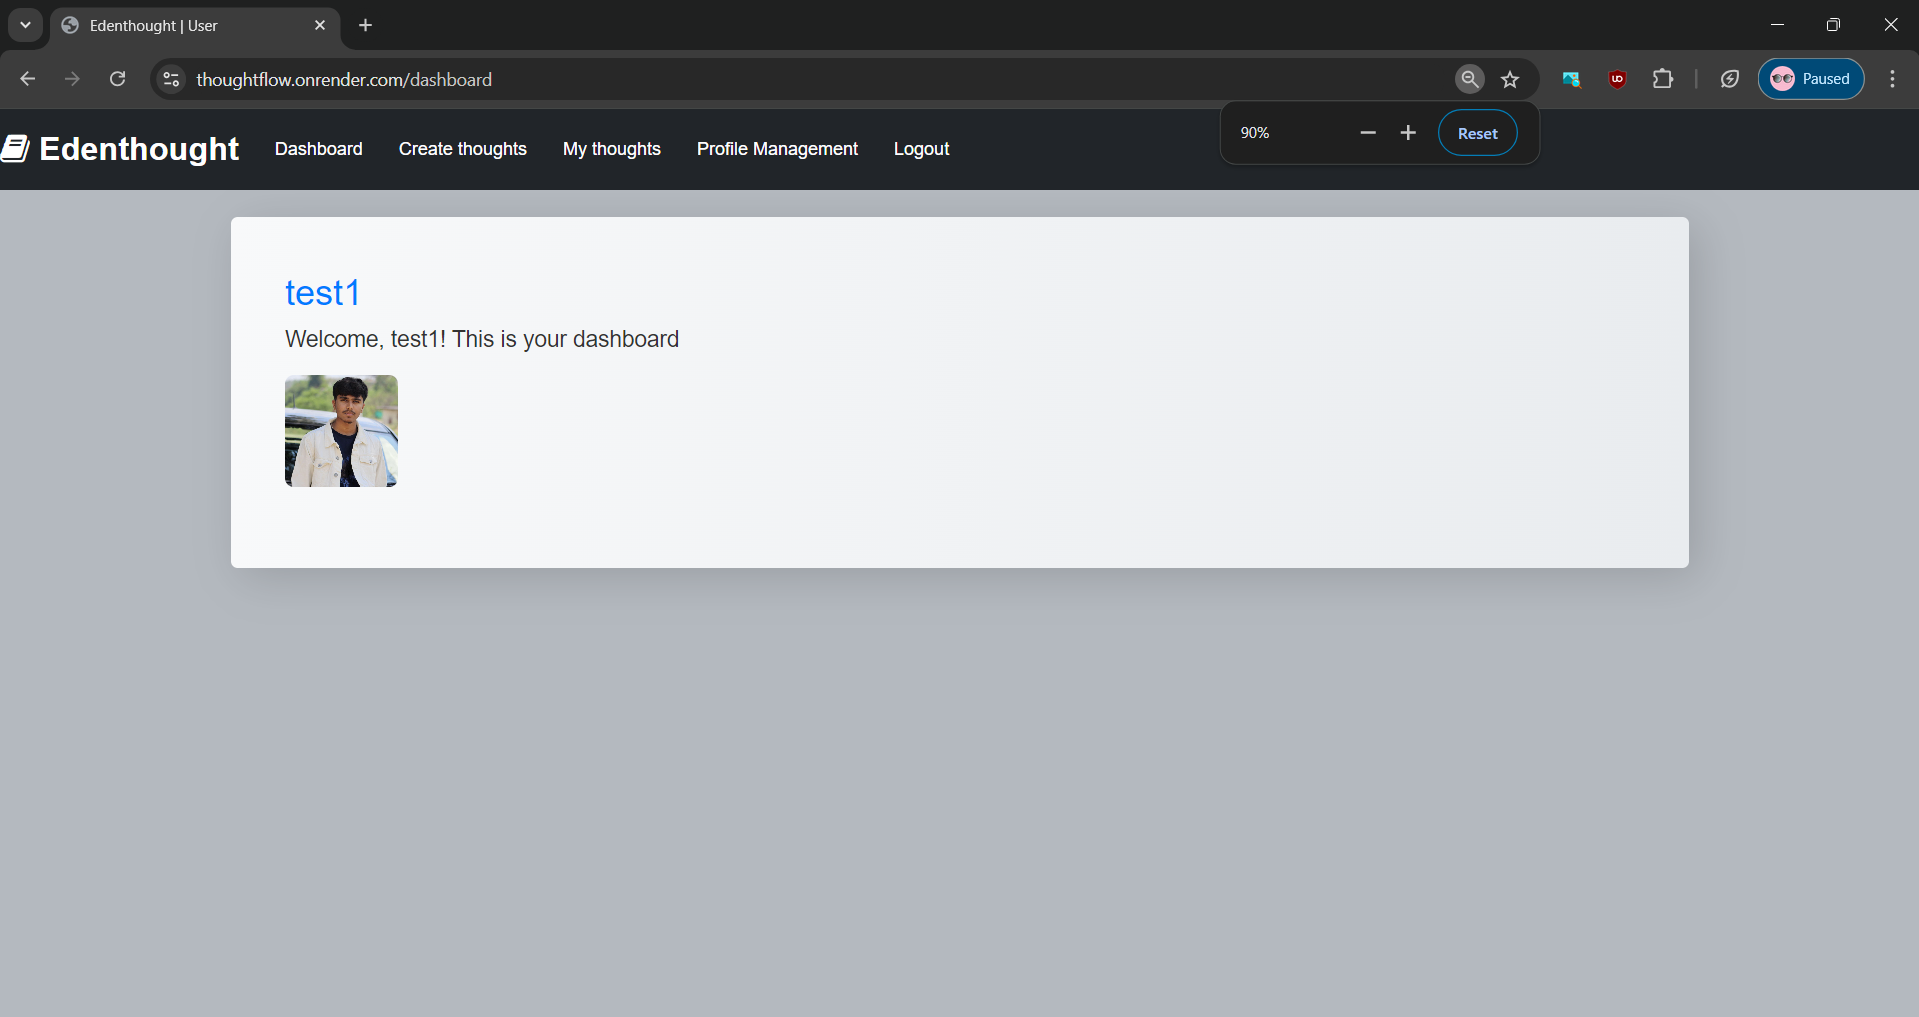 Edenthought | User
thoughtflow.onrender.com/dashboard
Paused
90%
Reset
Edenthought Dashboard Create thoughts My thoughts Profile Management Logout
test1
Welcome, test1! This is your dashboard